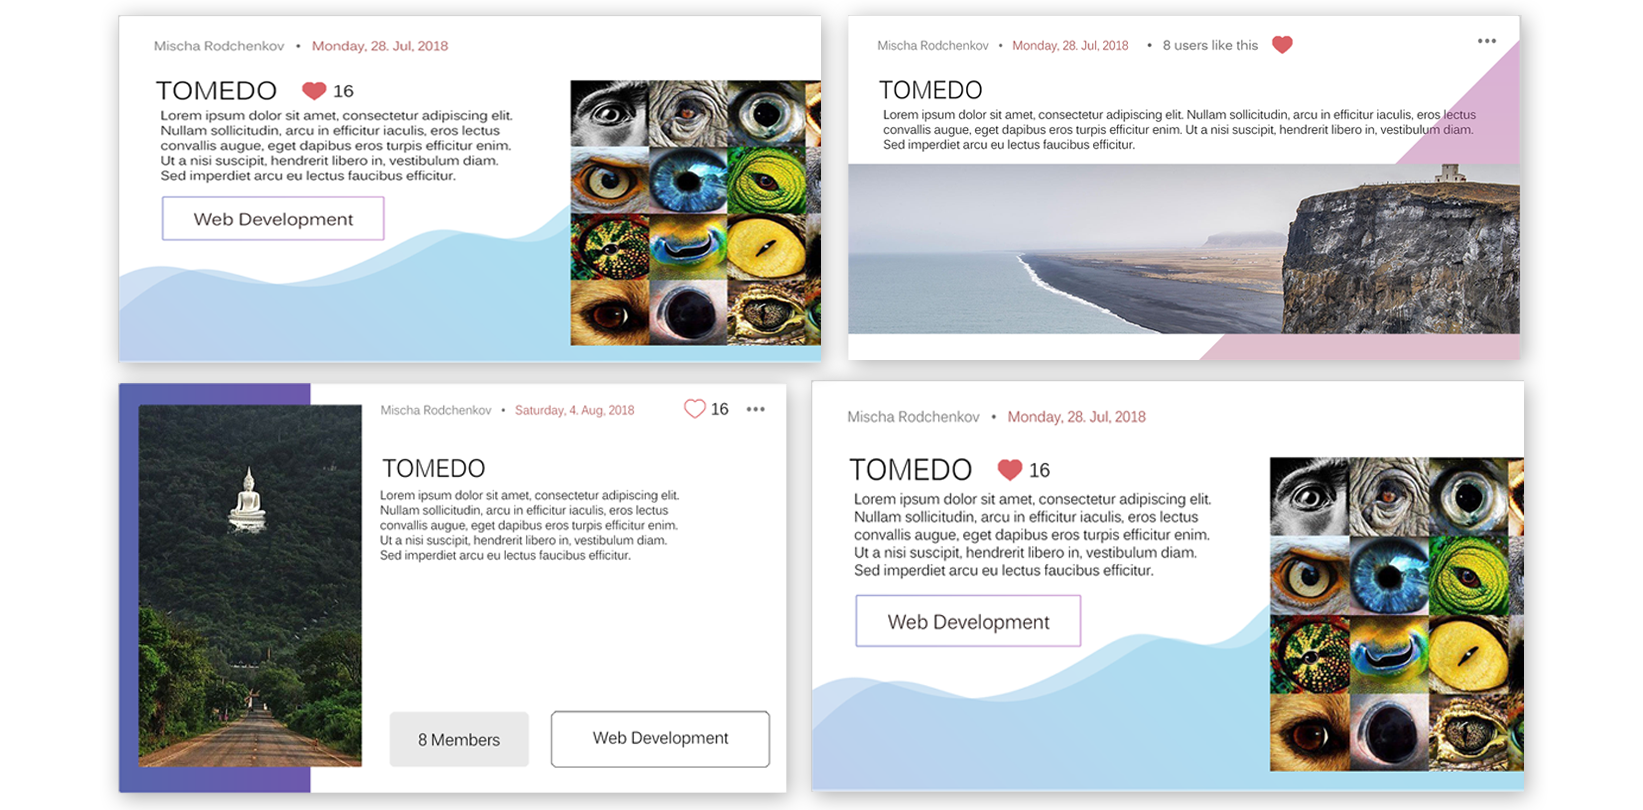 Mischa Rodchenkov • Monday, 28. Jul, 2018
TOMEDO 16
Lorem ipsum dolor sit amet, consectetur adipiscing elit.
Nullam sollicitudin, arcu in efficitur iaculis, eros lectus
convallis augue, eget dapibus eros turpis efficitur enim.
Ut a nisi suscipit, hendrerit libero in, vestibulum diam.
Sed imperdiet arcu eu lectus faucibus efficitur.
Web Development
Mischa Rodchenkov • Monday, 28. Jul, 2018 • 8 users like this
TOMEDO
Lorem ipsum dolor sit amet, consectetur adipiscing elit. Nullam sollicitudin, arcu in efficitur iaculis, eros lectus
convallis augue, eget dapibus eros turpis efficitur enim. Ut a nisi suscipit, hendrerit libero in, vestibulum diam.
Sed imperdiet arcu eu lectus faucibus efficitur.
Mischa Rodchenkov • Saturday, 4. Aug, 2018 16
TOMEDO
Lorem ipsum dolor sit amet, consectetur adipiscing elit.
Nullam sollicitudin, arcu in efficitur iaculis, eros lectus
convallis augue, eget dapibus eros turpis efficitur enim.
Ut a nisi suscipit, hendrerit libero in, vestibulum diam.
Sed imperdiet arcu eu lectus faucibus efficitur.
8 Members
Web Development
Mischa Rodchenkov • Monday, 28. Jul, 2018
TOMEDO 16
Lorem ipsum dolor sit amet, consectetur adipiscing elit.
Nullam sollicitudin, arcu in efficitur iaculis, eros lectus
convallis augue, eget dapibus eros turpis efficitur enim.
Ut a nisi suscipit, hendrerit libero in, vestibulum diam.
Sed imperdiet arcu eu lectus faucibus efficitur.
Web Development